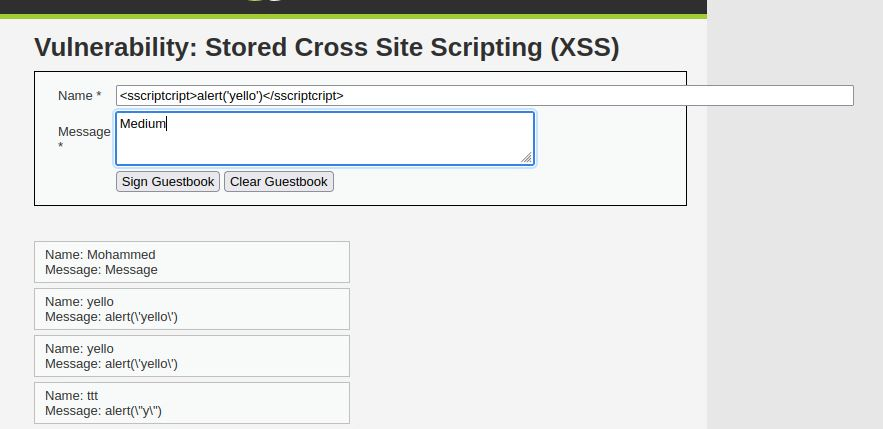 Vulnerability: Stored Cross Site Scripting (XSS)
Name * <sscriptcript>alert('yello')</sscriptcript>
Message * Medium
Sign Guestbook Clear Guestbook
Name: Mohammed
Message: Message
Name: yello
Message: alert(\'yello\')
Name: yello
Message: alert(\'yello\')
Name: ttt
Message: alert(\"y\")